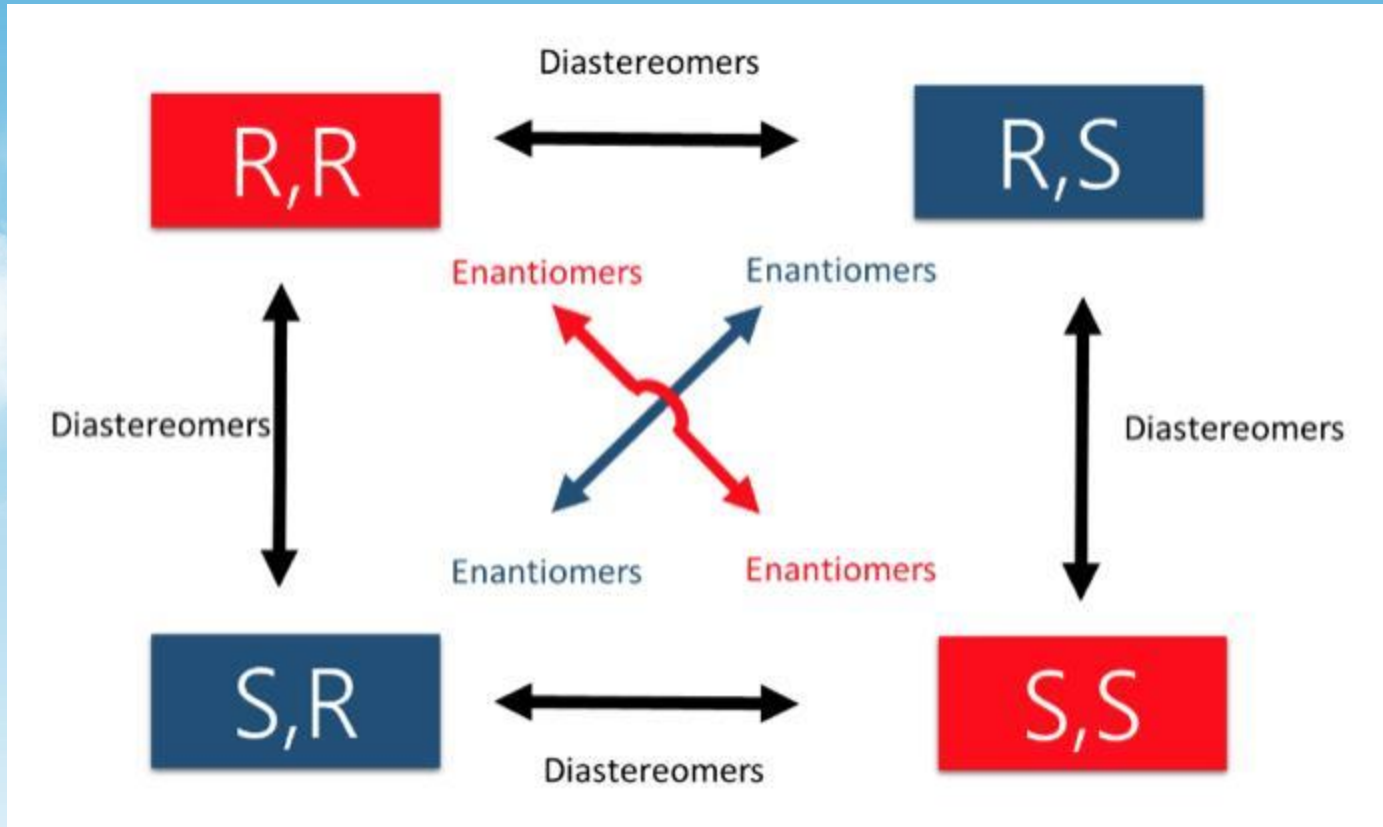 Diastereomers
R,R
R,S
Enantiomers
Enantiomers
Diastereomers
Diastereomers
Enantiomers
Enantiomers
S,R
S,S
Diastereomers